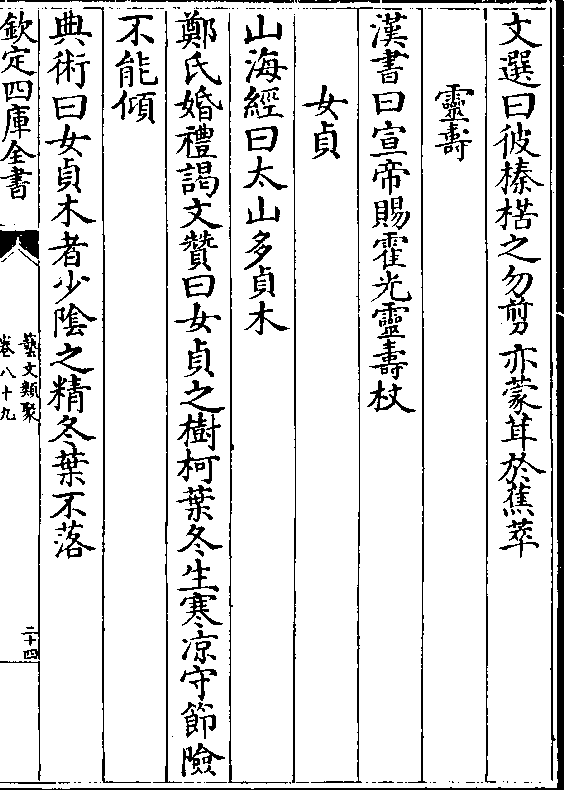 文選曰彼榛楛之勿剪亦蒙茸於蕉萃
靈壽
漢書曰宣帝賜霍光靈壽杖
女貞
山海經曰太山多貞木
鄭氏婚禮謁文贊曰女貞之樹柯葉冬生寒凉守節險
不能傾
典術曰女貞木者少陰之精冬葉不落
欽定四庫全書
藝文類聚
卷八十九
二十四